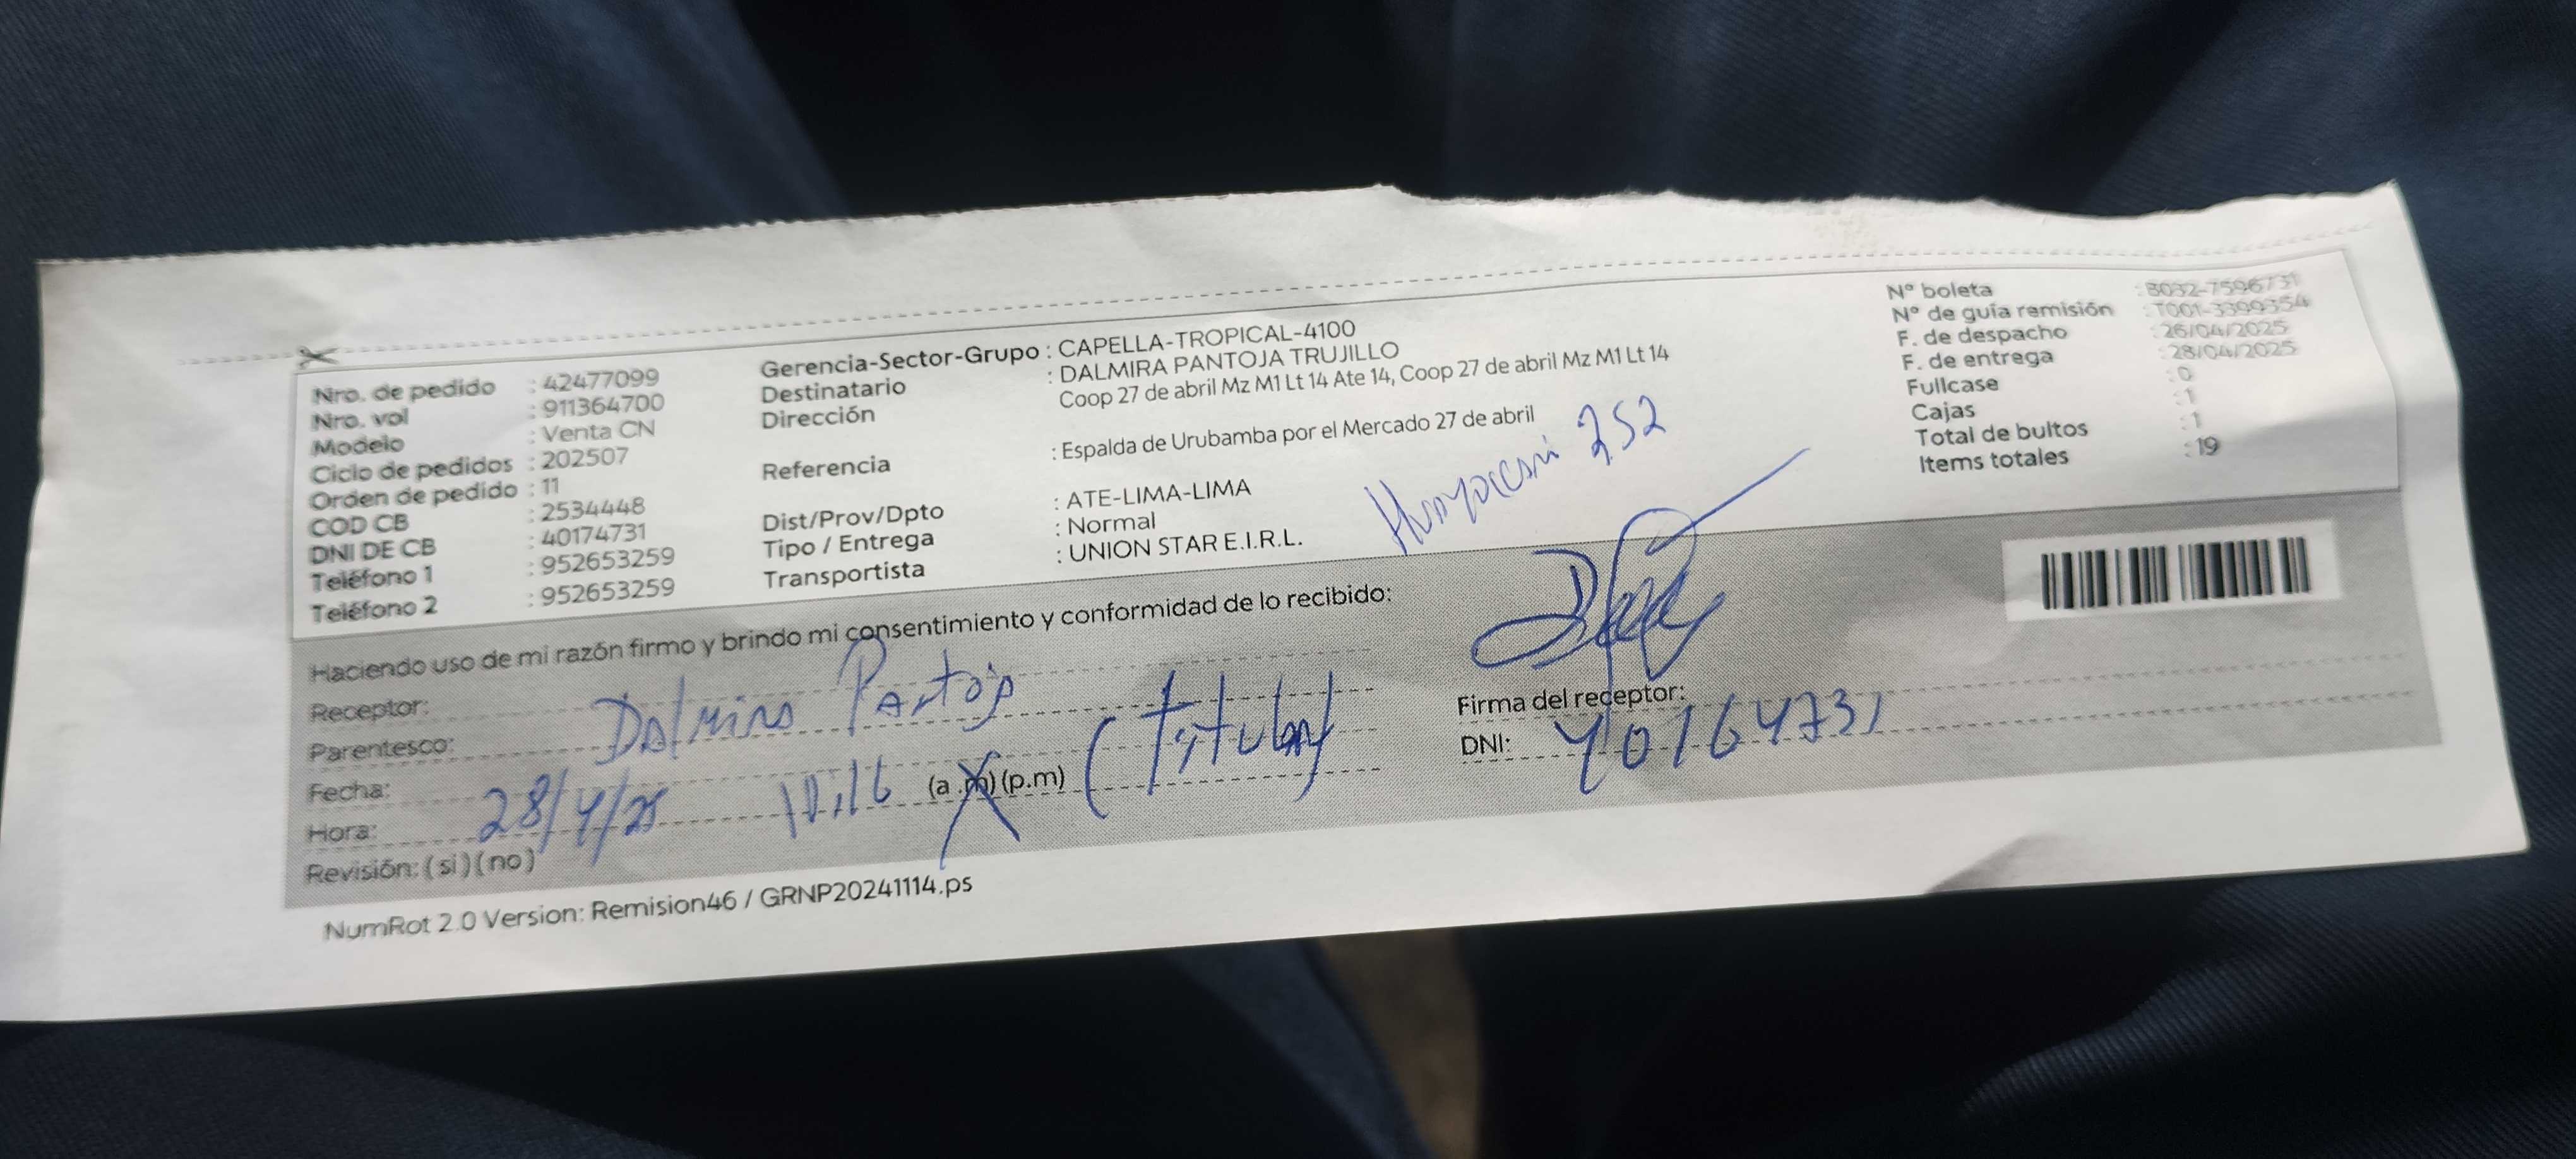 Nro. de pedido : 42477099
Nro. vol : 911364700
Modelo : Venta CN
Ciclo de pedidos : 202507
Orden de pedido : 11
COD CB : 2534448
DNI DE CB : 40174731
Teléfono 1 : 952653259
Teléfono 2 : 952653259
Gerencia-Sector-Grupo : CAPELLA-TROPICAL-4100
Destinatario : DALMIRA PANTOJA TRUJILLO
Dirección Coop 27 de abril Mz M1 Lt 14 Ate 14, Coop 27 de abril Mz M1 Lt 14
Referencia : Espalda de Urubamba por el Mercado 27 de abril
Dist/Prov/Dpto : ATE-LIMA-LIMA
Tipo / Entrega : Normal
Transportista : UNION STAR E.I.R.L.
252
Nº boleta : B032-7596731
Nº de guía remisión : T001-3399354
F. de despacho : 26/04/2025
F. de entrega : 28/04/2025
Fullcase : 0
Cajas : 1
Total de bultos : 1
Items totales : 19
Haciendo uso de mi razón firmo y brindo mi consentimiento y conformidad de lo recibido:
Receptor: Dalmira Pantoja
Parentesco: (Titular)
Fecha: 28/4/25
Hora: (a.m) (p.m)
Revisión: (si) (no)
Firma del receptor:
DNI: 40164731
NumRot 2.0 Version: Remision46 / GRNP20241114.ps